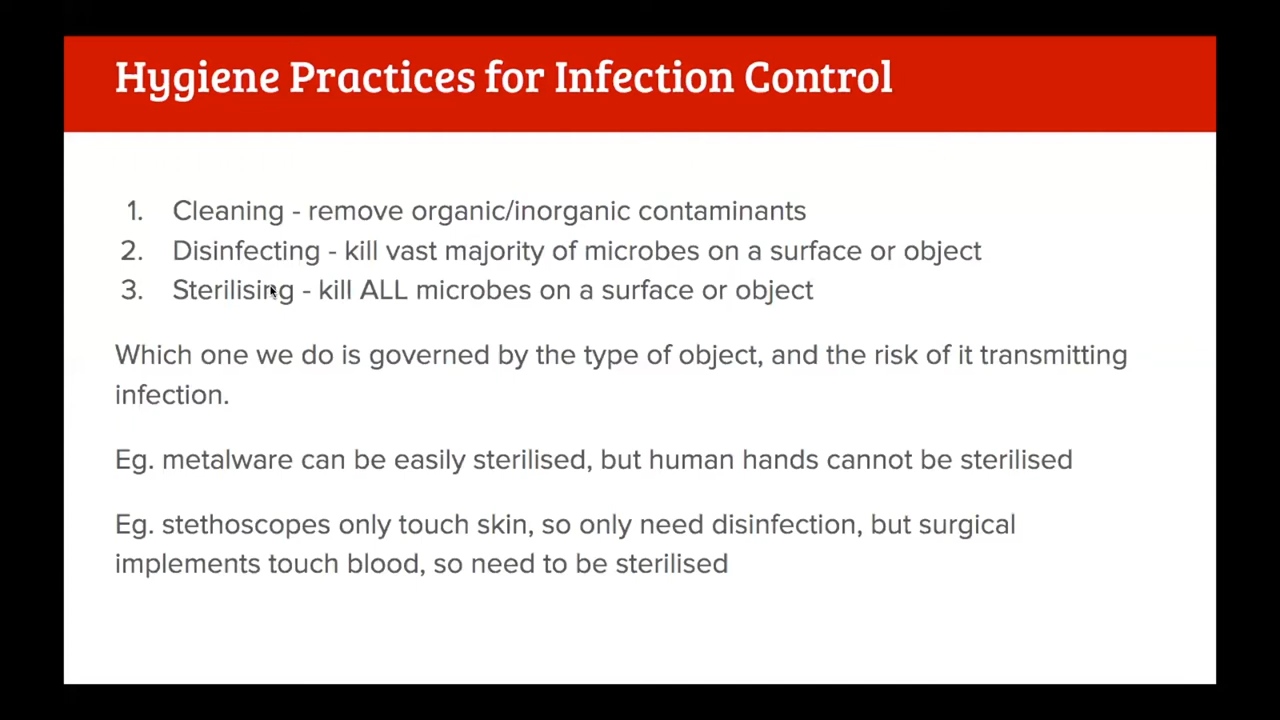 Hygiene Practices for Infection Control
1. Cleaning - remove organic/inorganic contaminants
2. Disinfecting - kill vast majority of microbes on a surface or object
3. Sterilising - kill ALL microbes on a surface or object
Which one we do is governed by the type of object, and the risk of it transmitting
infection.
Eg. metalware can be easily sterilised, but human hands cannot be sterilised
Eg. stethoscopes only touch skin, so only need disinfection, but surgical
implements touch blood, so need to be sterilised